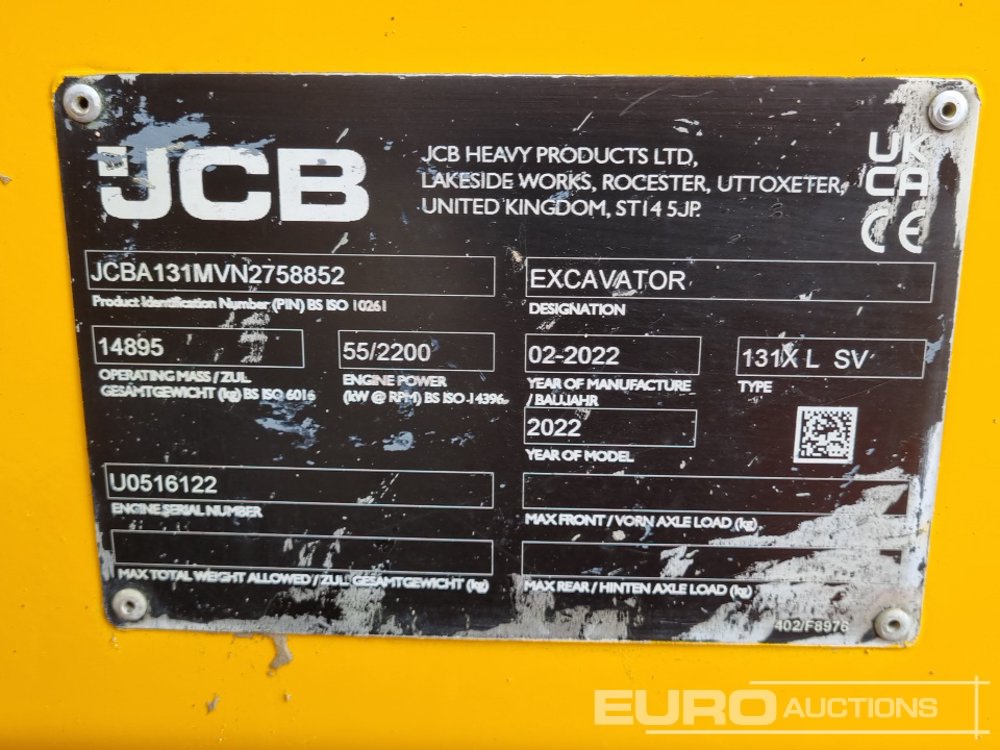 JCB
JCB HEAVY PRODUCTS LTD,
LAKESIDE WORKS, ROCESTER, UTTOXETER,
UNITED KINGDOM, ST14 5JP.
UK
CA
CE
JCBA131MVN2758852
Product Identification Number (PIN) BS ISO 10261
EXCAVATOR
DESIGNATION
14895
OPERATING MASS / ZUL.
GESAMTGEWICHT (kg) BS ISO 6016
55/2200
ENGINE POWER
(kW @ RPM) BS ISO 14396
02-2022
YEAR OF MANUFACTURE
/ BAUJAHR
131X L SV
TYPE
2022
YEAR OF MODEL
U0516122
ENGINE SERIAL NUMBER
MAX FRONT / VORN AXLE LOAD (kg)
MAX TOTAL WEIGHT ALLOWED / ZUL. GESAMTGEWICHT (kg)
MAX REAR / HINTEN AXLE LOAD (kg)
402/F8976
EURO AUCTIONS